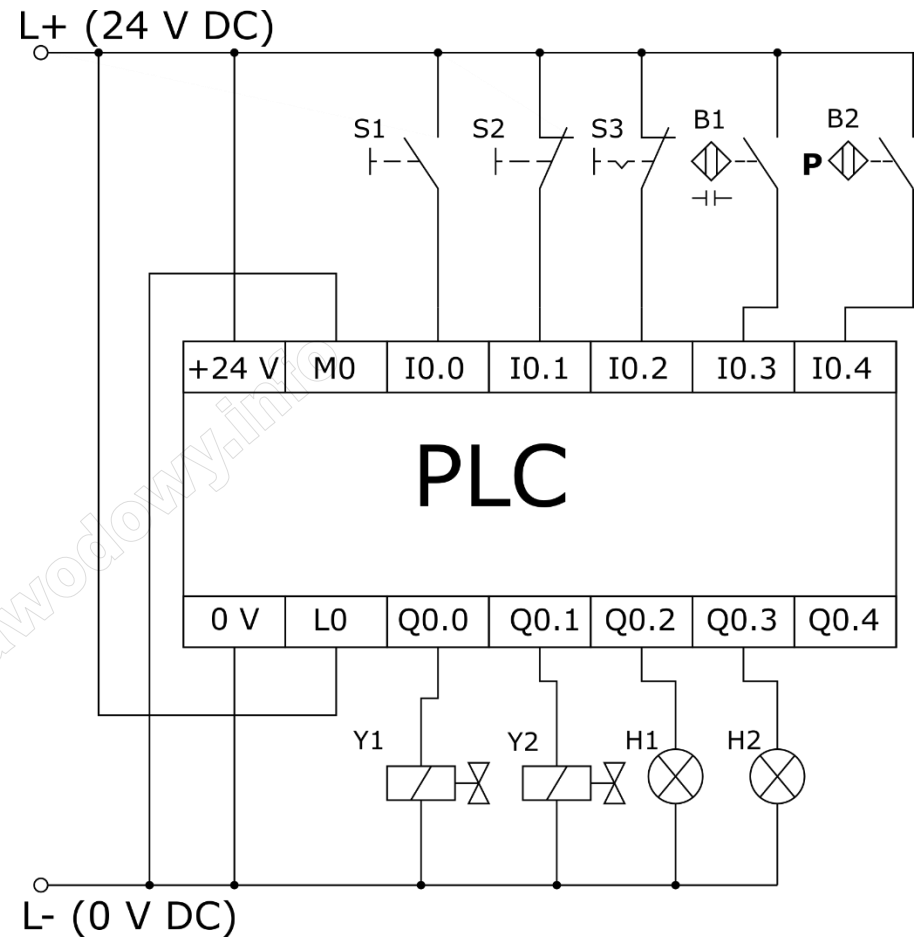 L+ (24 V DC)
S1 S2 S3 B1 B2
P
+24 V M0 I0.0 I0.1 I0.2 I0.3 I0.4
PLC
0 V L0 Q0.0 Q0.1 Q0.2 Q0.3 Q0.4
Y1 Y2 H1 H2
L- (0 V DC)
wodowy.info